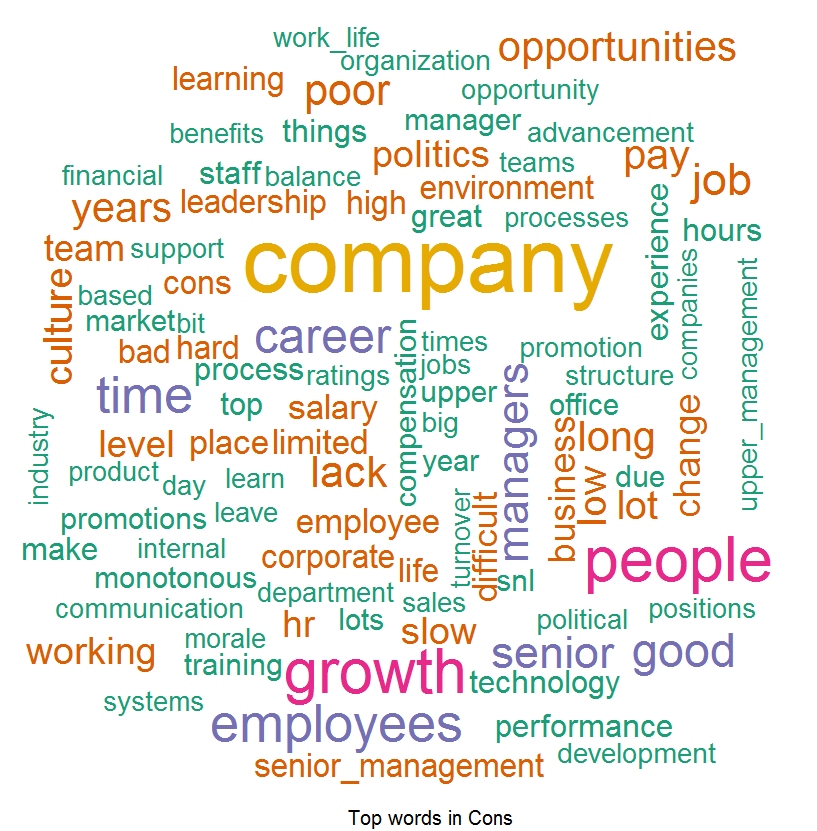 work_life
opportunities
organization
learning
poor
opportunity
benefits
things
manager
advancement
politics
teams
pay
financial
staff
balance
environment
job
years
leadership
high
great
processes
experience
hours
team
support
company
culture
cons
companies
upper_management
based
market
bit
career
compensation
times
promotion
bad
hard
process
ratings
jobs
structure
time
top
salary
upper
managers
office
industry
level
place
limited
big
business
long
change
product
day
learn
lack
year
low
due
lot
promotions
leave
employee
turnover
difficult
make
internal
corporate
life
people
monotonous
department
snl
communication
sales
hr
lots
slow
political
positions
working
morale
training
growth
senior
good
technology
systems
employees
performance
senior_management
development
Top words in Cons